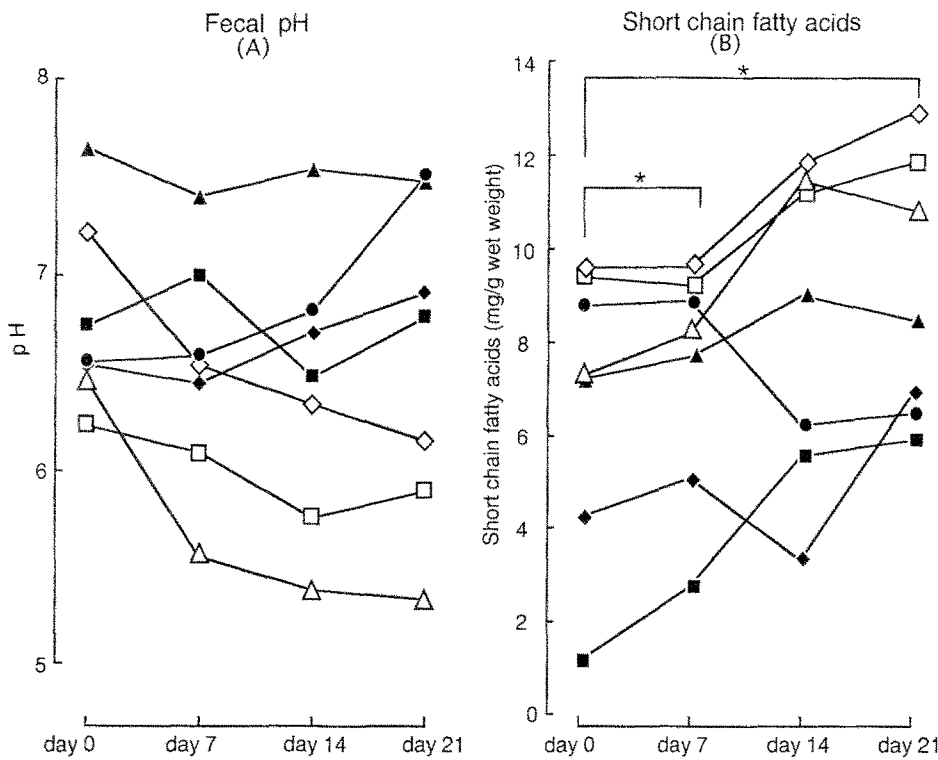 Fecal pH
(A)
8
7
6
5
pH
day 0 day 7 day 14 day 21
Short chain fatty acids
(B)
14
12
10
8
6
4
2
0
Short chain fatty acids (mg/g wet weight)
*
*
day 0 day 7 day 14 day 21